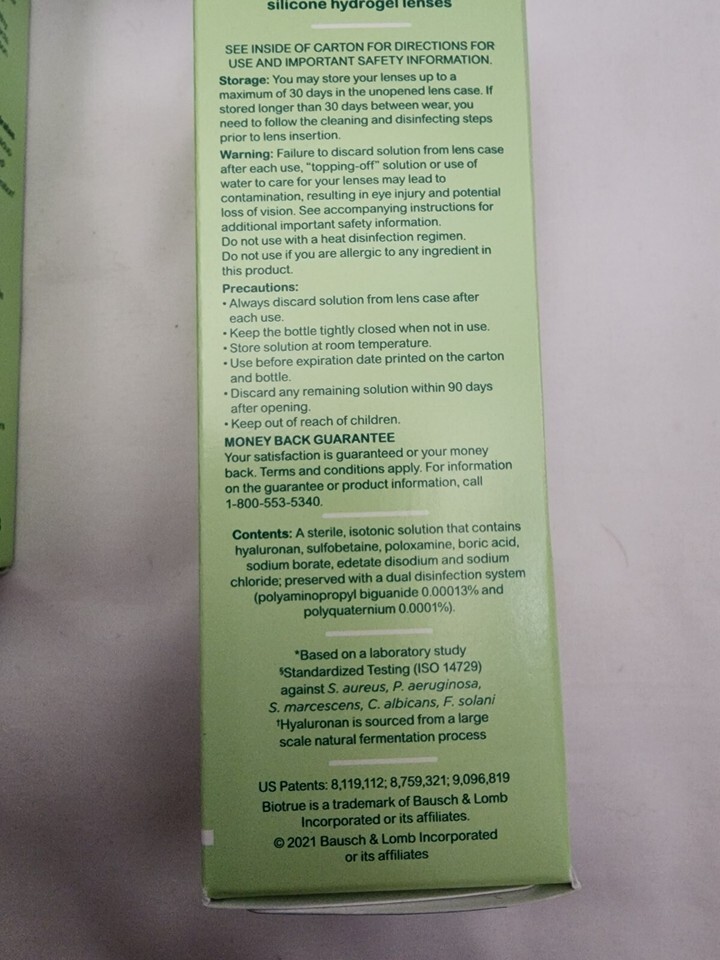 silicone hydrogel lenses
SEE INSIDE OF CARTON FOR DIRECTIONS FOR
USE AND IMPORTANT SAFETY INFORMATION.
Storage: You may store your lenses up to a
maximum of 30 days in the unopened lens case. If
stored longer than 30 days between wear, you
need to follow the cleaning and disinfecting steps
prior to lens insertion.
Warning: Failure to discard solution from lens case
after each use, "topping-off" solution or use of
water to care for your lenses may lead to
contamination, resulting in eye injury and potential
loss of vision. See accompanying instructions for
additional important safety information.
Do not use with a heat disinfection regimen.
Do not use if you are allergic to any ingredient in
this product.
Precautions:
• Always discard solution from lens case after
each use.
• Keep the bottle tightly closed when not in use.
• Store solution at room temperature.
• Use before expiration date printed on the carton
and bottle.
• Discard any remaining solution within 90 days
after opening.
• Keep out of reach of children.
MONEY BACK GUARANTEE
Your satisfaction is guaranteed or your money
back. Terms and conditions apply. For information
on the guarantee or product information, call
1-800-553-5340.
Contents: A sterile, isotonic solution that contains
hyaluronan, sulfobetaine, poloxamine, boric acid,
sodium borate, edetate disodium and sodium
chloride; preserved with a dual disinfection system
(polyaminopropyl biguanide 0.00013% and
polyquaternium 0.0001%).
*Based on a laboratory study
§Standardized Testing (ISO 14729)
against S. aureus, P. aeruginosa,
S. marcescens, C. albicans, F. solani
†Hyaluronan is sourced from a large
scale natural fermentation process
US Patents: 8,119,112; 8,759,321; 9,096,819
Biotrue is a trademark of Bausch & Lomb
Incorporated or its affiliates.
© 2021 Bausch & Lomb Incorporated
or its affiliates